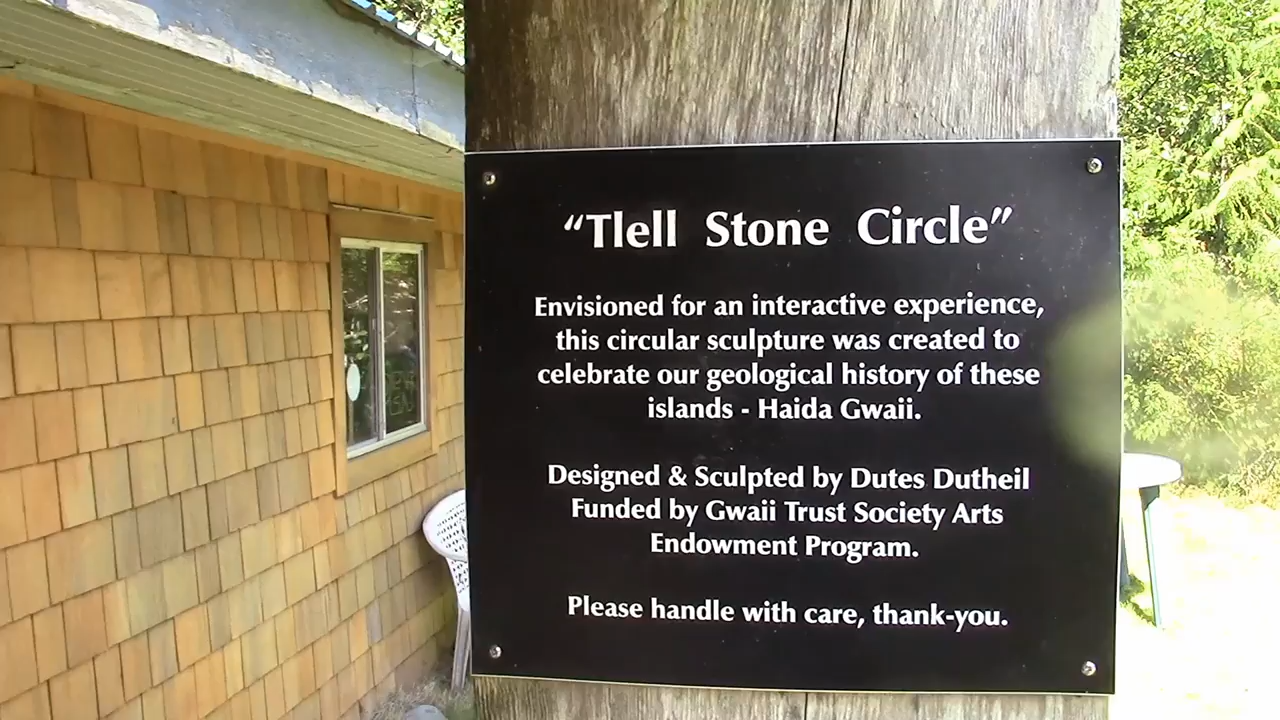 “Tlell Stone Circle”
Envisioned for an interactive experience,
this circular sculpture was created to
celebrate our geological history of these
islands - Haida Gwaii.
Designed & Sculpted by Dutes Dutheil
Funded by Gwaii Trust Society Arts
Endowment Program.
Please handle with care, thank-you.